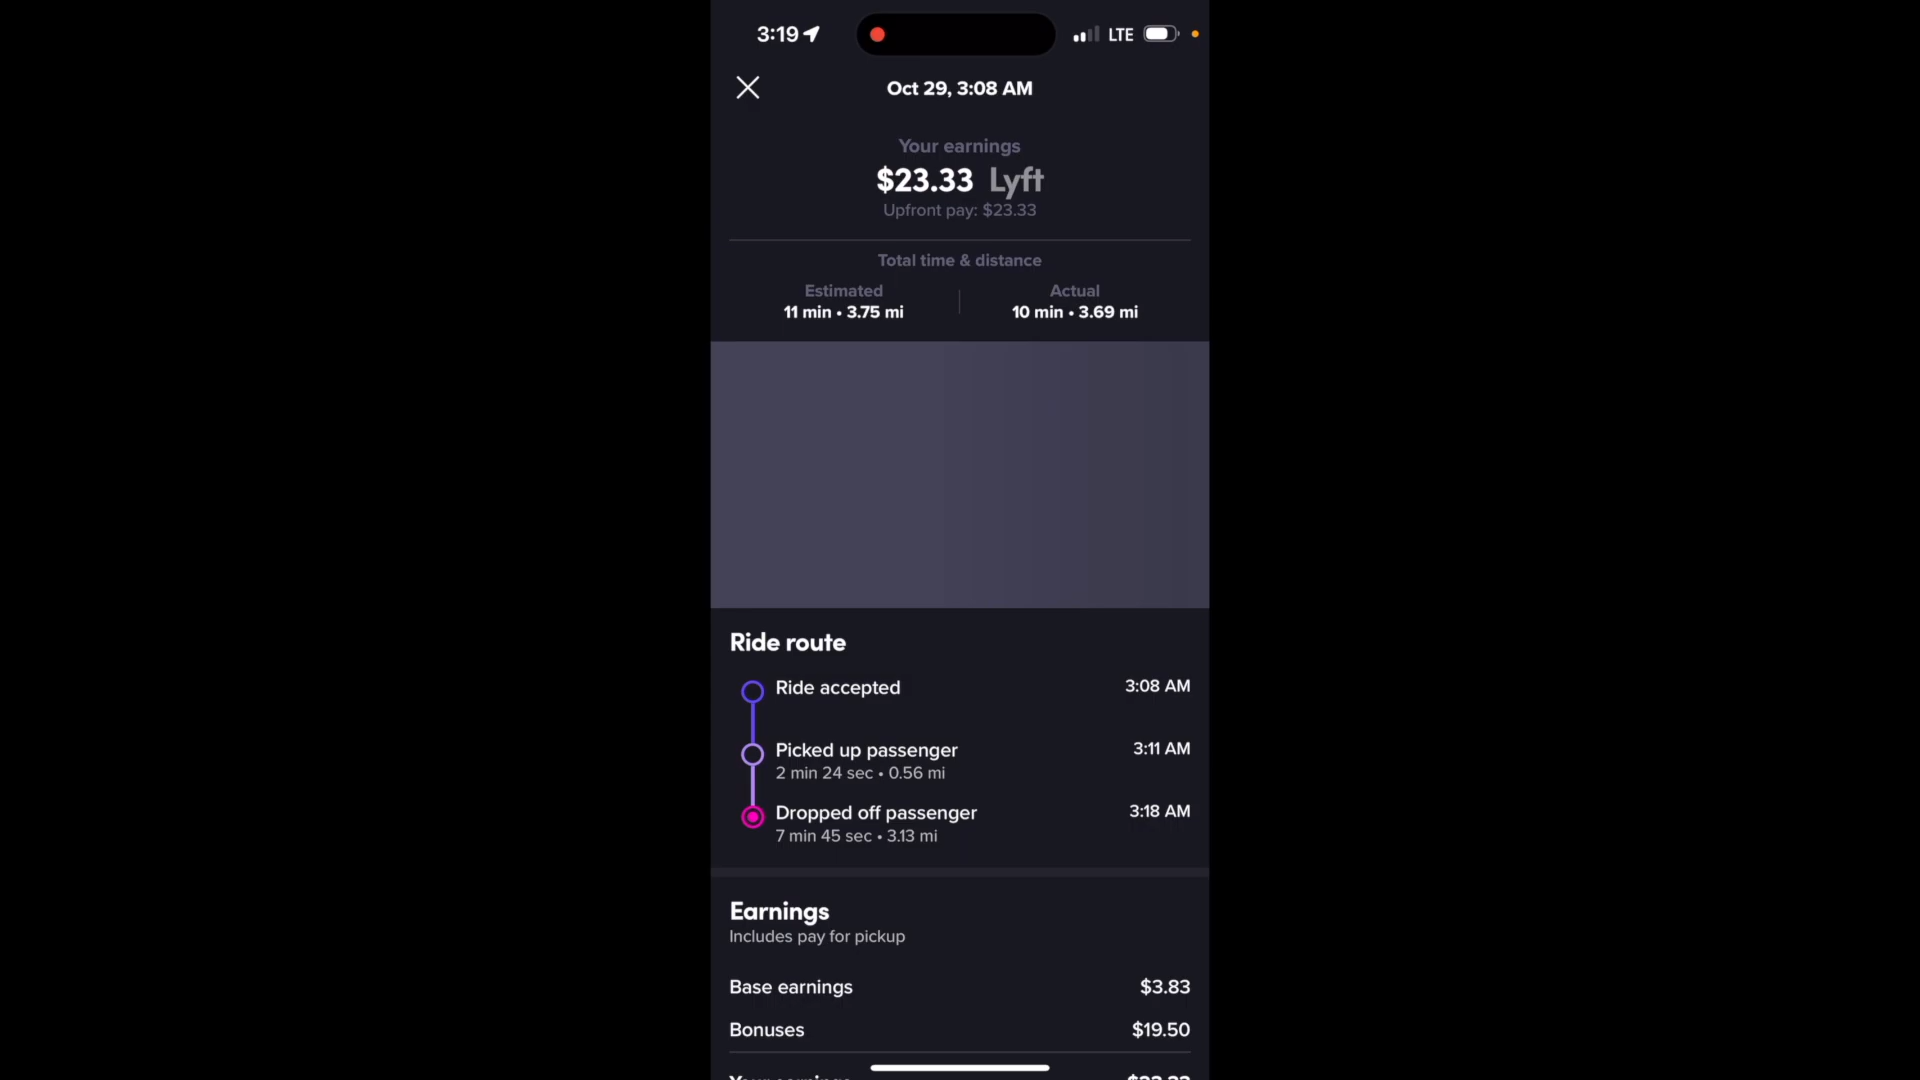 3:19 LTE
Oct 29, 3:08 AM
Your earnings
$23.33 Lyft
Upfront pay: $23.33
Total time & distance
Estimated Actual
11 min • 3.75 mi 10 min • 3.69 mi
Ride route
Ride accepted 3:08 AM
Picked up passenger 3:11 AM
2 min 24 sec • 0.56 mi
Dropped off passenger 3:18 AM
7 min 45 sec • 3.13 mi
Earnings
Includes pay for pickup
Base earnings $3.83
Bonuses $19.50